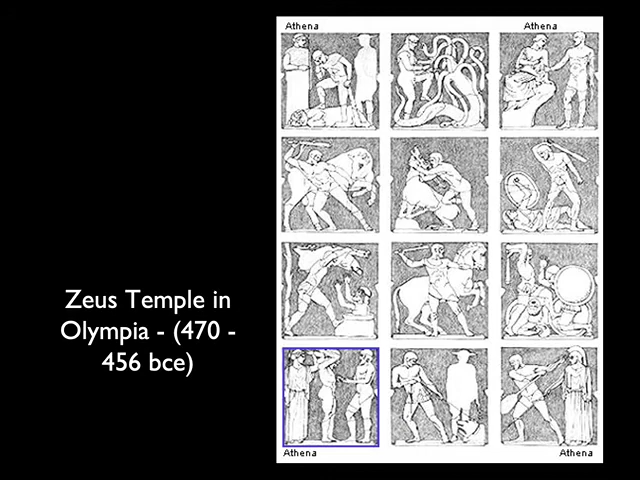 Athena
Athena
Zeus Temple in
Olympia - (470 -
456 bce)
Athena
Athena